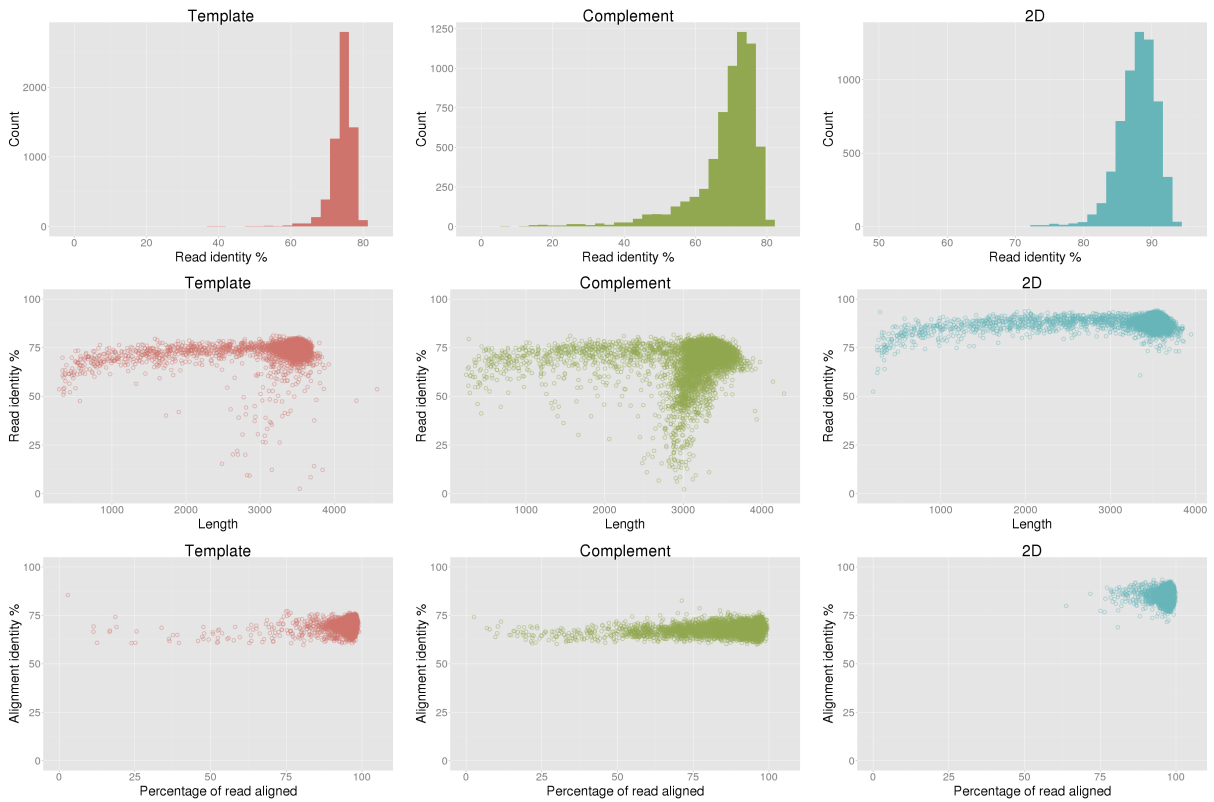 Template Complement 2D
Count
2000
1000
0
0 20 40 60 80
Read identity %
Count
1250
1000
750
500
250
0
0 20 40 60 80
Read identity %
Count
1000
500
0
50 60 70 80 90
Read identity %
Template Complement 2D
Read identity %
100
75
50
25
0
1000 2000 3000 4000
Length
Read identity %
100
75
50
25
0
1000 2000 3000 4000
Length
Read identity %
100
75
50
25
0
1000 2000 3000 4000
Length
Template Complement 2D
Alignment identity %
100
75
50
25
0
0 25 50 75 100
Percentage of read aligned
Alignment identity %
100
75
50
25
0
0 25 50 75 100
Percentage of read aligned
Alignment identity %
100
75
50
25
0
0 25 50 75 100
Percentage of read aligned